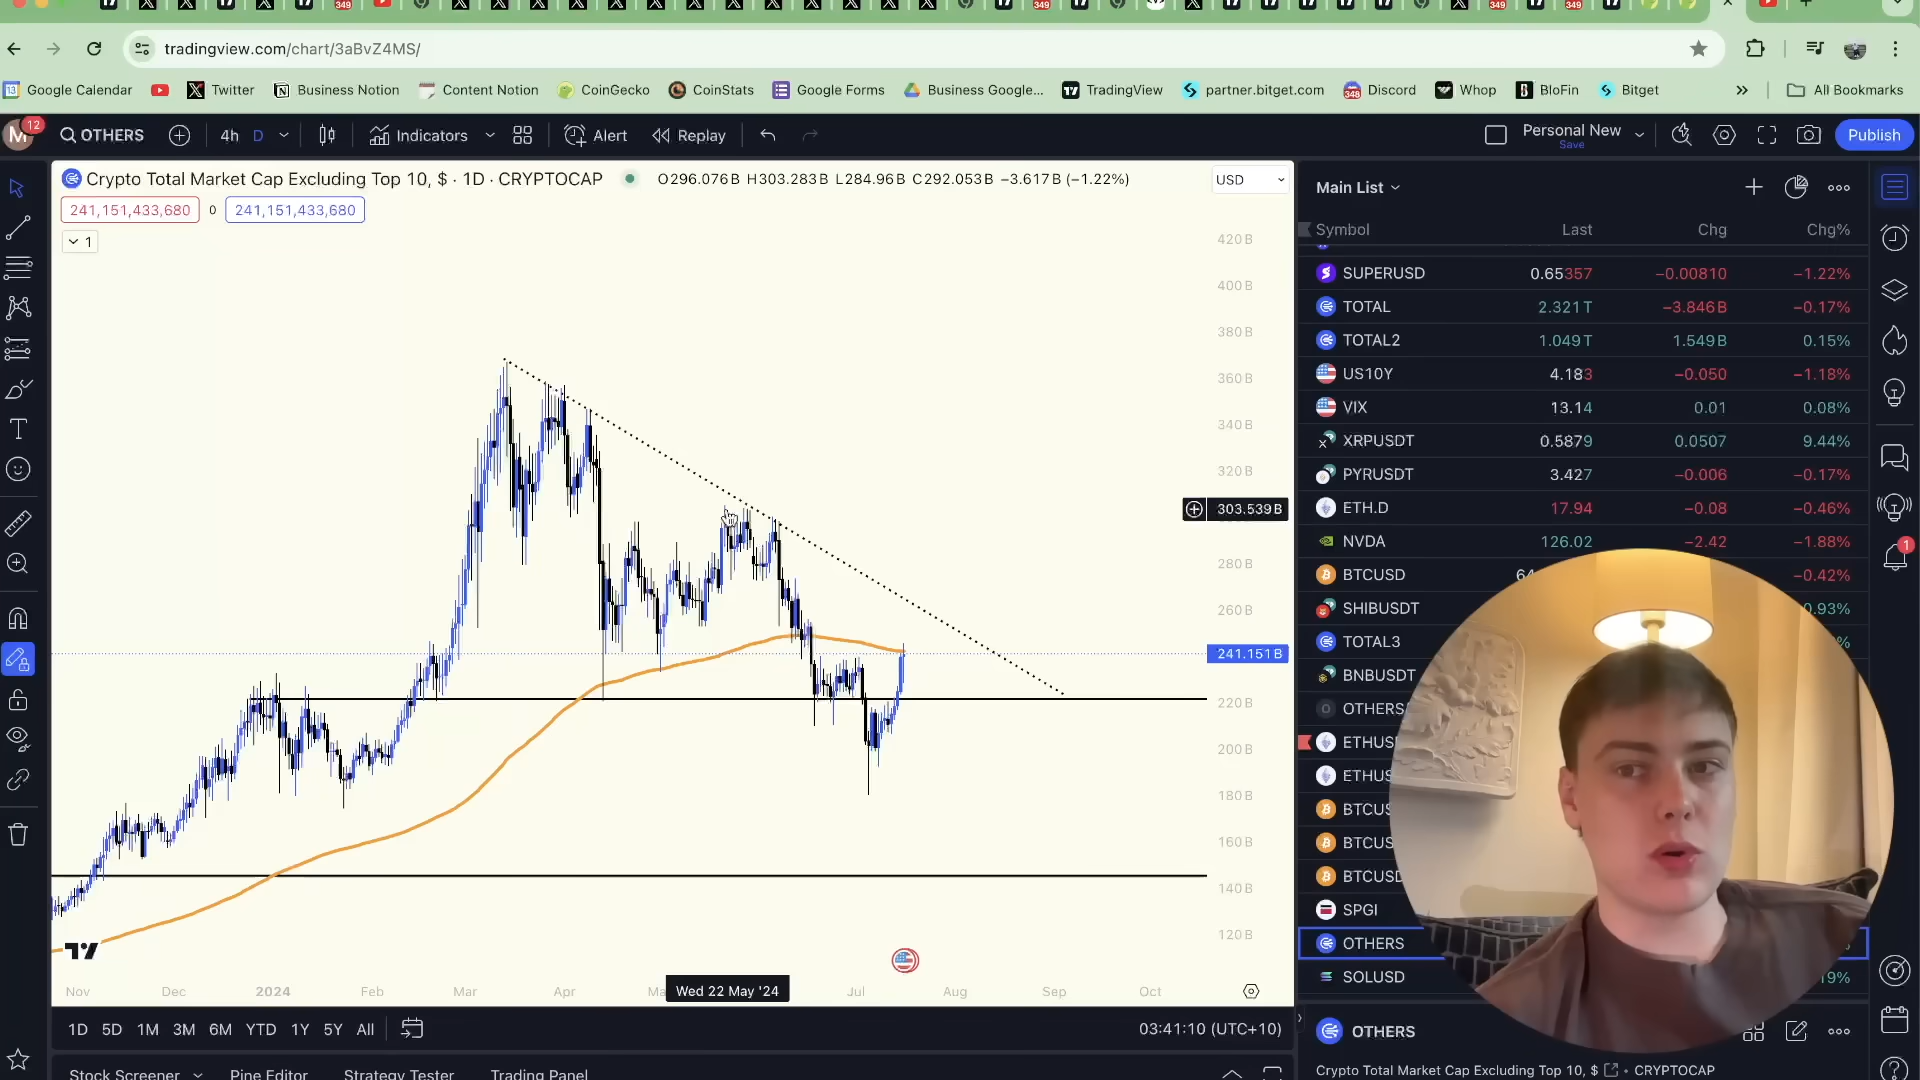 tradingview.com/chart/3aBvZ4MS/
Google Calendar Twitter Business Notion Content Notion CoinGecko CoinStats Google Forms Business Google... TradingView partner.bitget.com Discord Whop BloFin Bitget » All Bookmarks
M 12 OTHERS 4h D Indicators Alert Replay Personal New Save Publish
Crypto Total Market Cap Excluding Top 10, $ · 1D · CRYPTOCAP O296.076B H303.283B L284.96B C292.053B −3.617B (−1.22%) USD
241,151,433,680 0 241,151,433,680
1
420B
400B
380B
360B
340B
320B
303.539B
280B
260B
241.151B
220B
200B
180B
160B
140B
120B
Nov Dec 2024 Feb Mar Apr Wed 22 May '24 Jul Aug Sep Oct
1D 5D 1M 3M 6M YTD 1Y 5Y All 03:41:10 (UTC+10)
Stock Screener Pine Editor Strategy Tester Trading Panel
Main List
Symbol Last Chg Chg%
SUPERUSD 0.65357 −0.00810 −1.22%
TOTAL 2.321T −3.846B −0.17%
TOTAL2 1.049T 1.549B 0.15%
US10Y 4.183 −0.050 −1.18%
VIX 13.14 0.01 0.08%
XRPUSDT 0.5879 0.0507 9.44%
PYRUSDT 3.427 −0.006 −0.17%
ETH.D 17.94 −0.08 −0.46%
NVDA 126.02 −2.42 −1.88%
BTCUSD 64 −0.42%
SHIBUSDT 0.93%
TOTAL3
BNBUSDT
OTHERS
ETHUS
ETHUS
BTCUS
BTCUS
BTCUSD
SPGI
OTHERS
SOLUSD 19%
OTHERS
Crypto Total Market Cap Excluding Top 10, $ • CRYPTOCAP